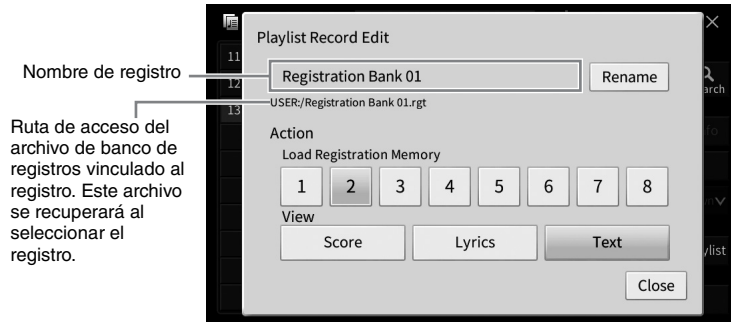 Playlist Record Edit
Nombre de registro
Registration Bank 01
Rename
USER:/Registration Bank 01.rgt
Ruta de acceso del
archivo de banco de
registros vinculado al
registro. Este archivo
se recuperará al
seleccionar el
registro.
Action
Load Registration Memory
1 2 3 4 5 6 7 8
View
Score Lyrics Text
Close
11
12
13
arch
fo
ylist